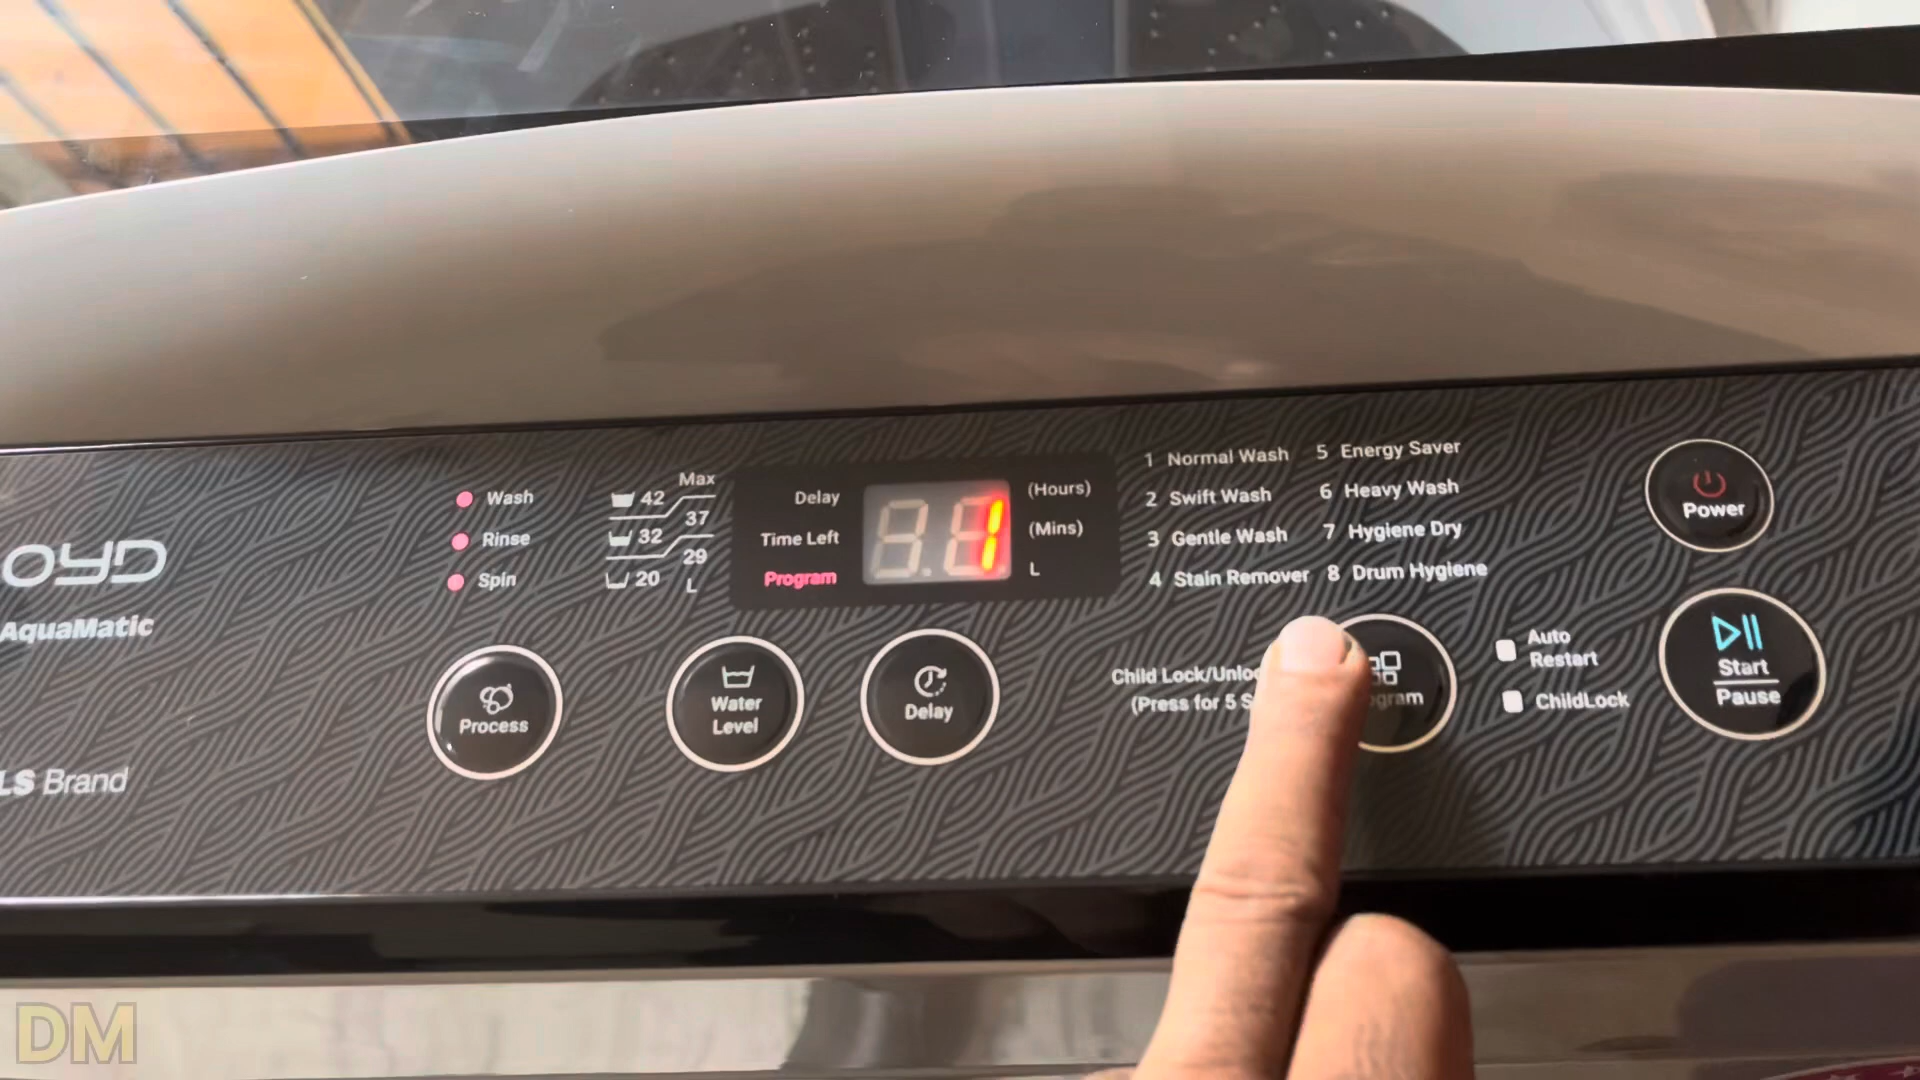 OYD
AquaMatic
LS Brand
Wash
Rinse
Spin
Max
42
37
32
29
20
L
Process
Water
Level
Delay
Time Left
Program
1
(Hours)
(Mins)
L
Delay
1 Normal Wash
2 Swift Wash
3 Gentle Wash
4 Stain Remover
5 Energy Saver
6 Heavy Wash
7 Hygiene Dry
8 Drum Hygiene
Child Lock/Unloc
(Press for 5 S
ogram
Auto
Restart
ChildLock
Power
Start
Pause
DM